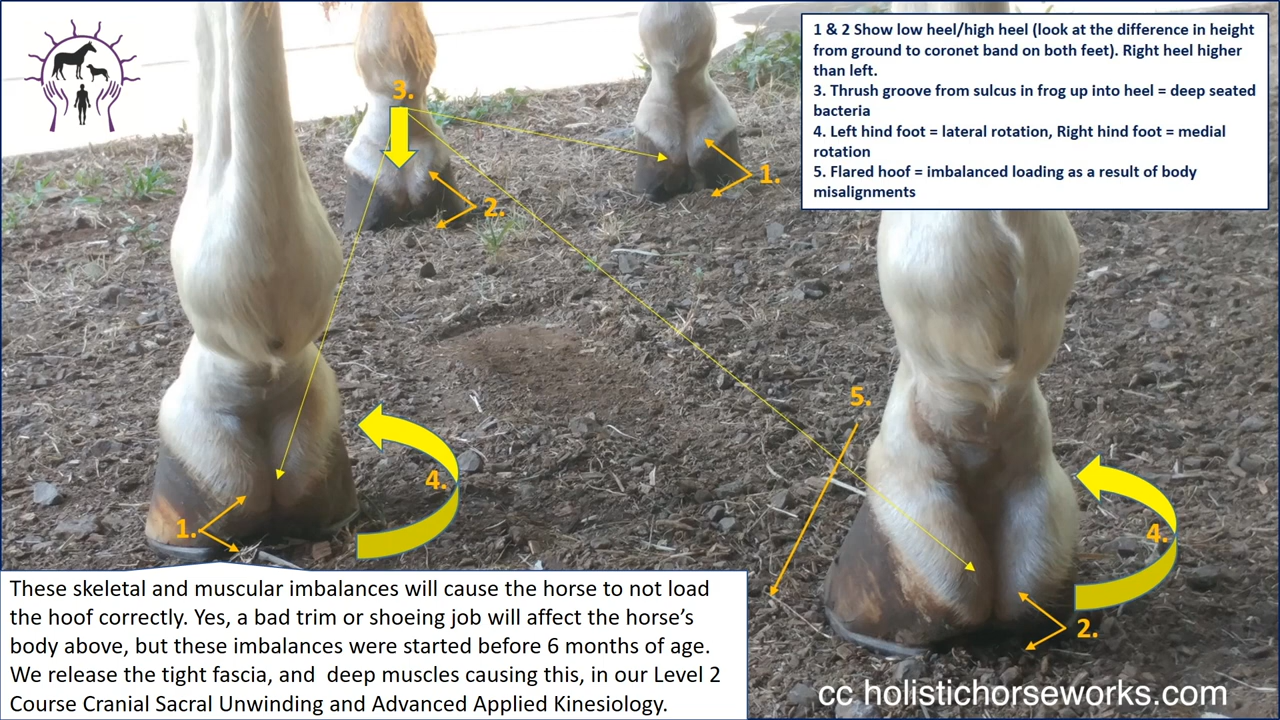 1 & 2 Show low heel/high heel (look at the difference in height
from ground to coronet band on both feet). Right heel higher
than left.
3. Thrush groove from sulcus in frog up into heel = deep seated
bacteria
4. Left hind foot = lateral rotation, Right hind foot = medial
rotation
5. Flared hoof = imbalanced loading as a result of body
misalignments
3.
1.
2.
5.
4.
4.
1.
2.
These skeletal and muscular imbalances will cause the horse to not load
the hoof correctly. Yes, a bad trim or shoeing job will affect the horse’s
body above, but these imbalances were started before 6 months of age.
We release the tight fascia, and  deep muscles causing this, in our Level 2
Course Cranial Sacral Unwinding and Advanced Applied Kinesiology.
cc holistichorseworks.com